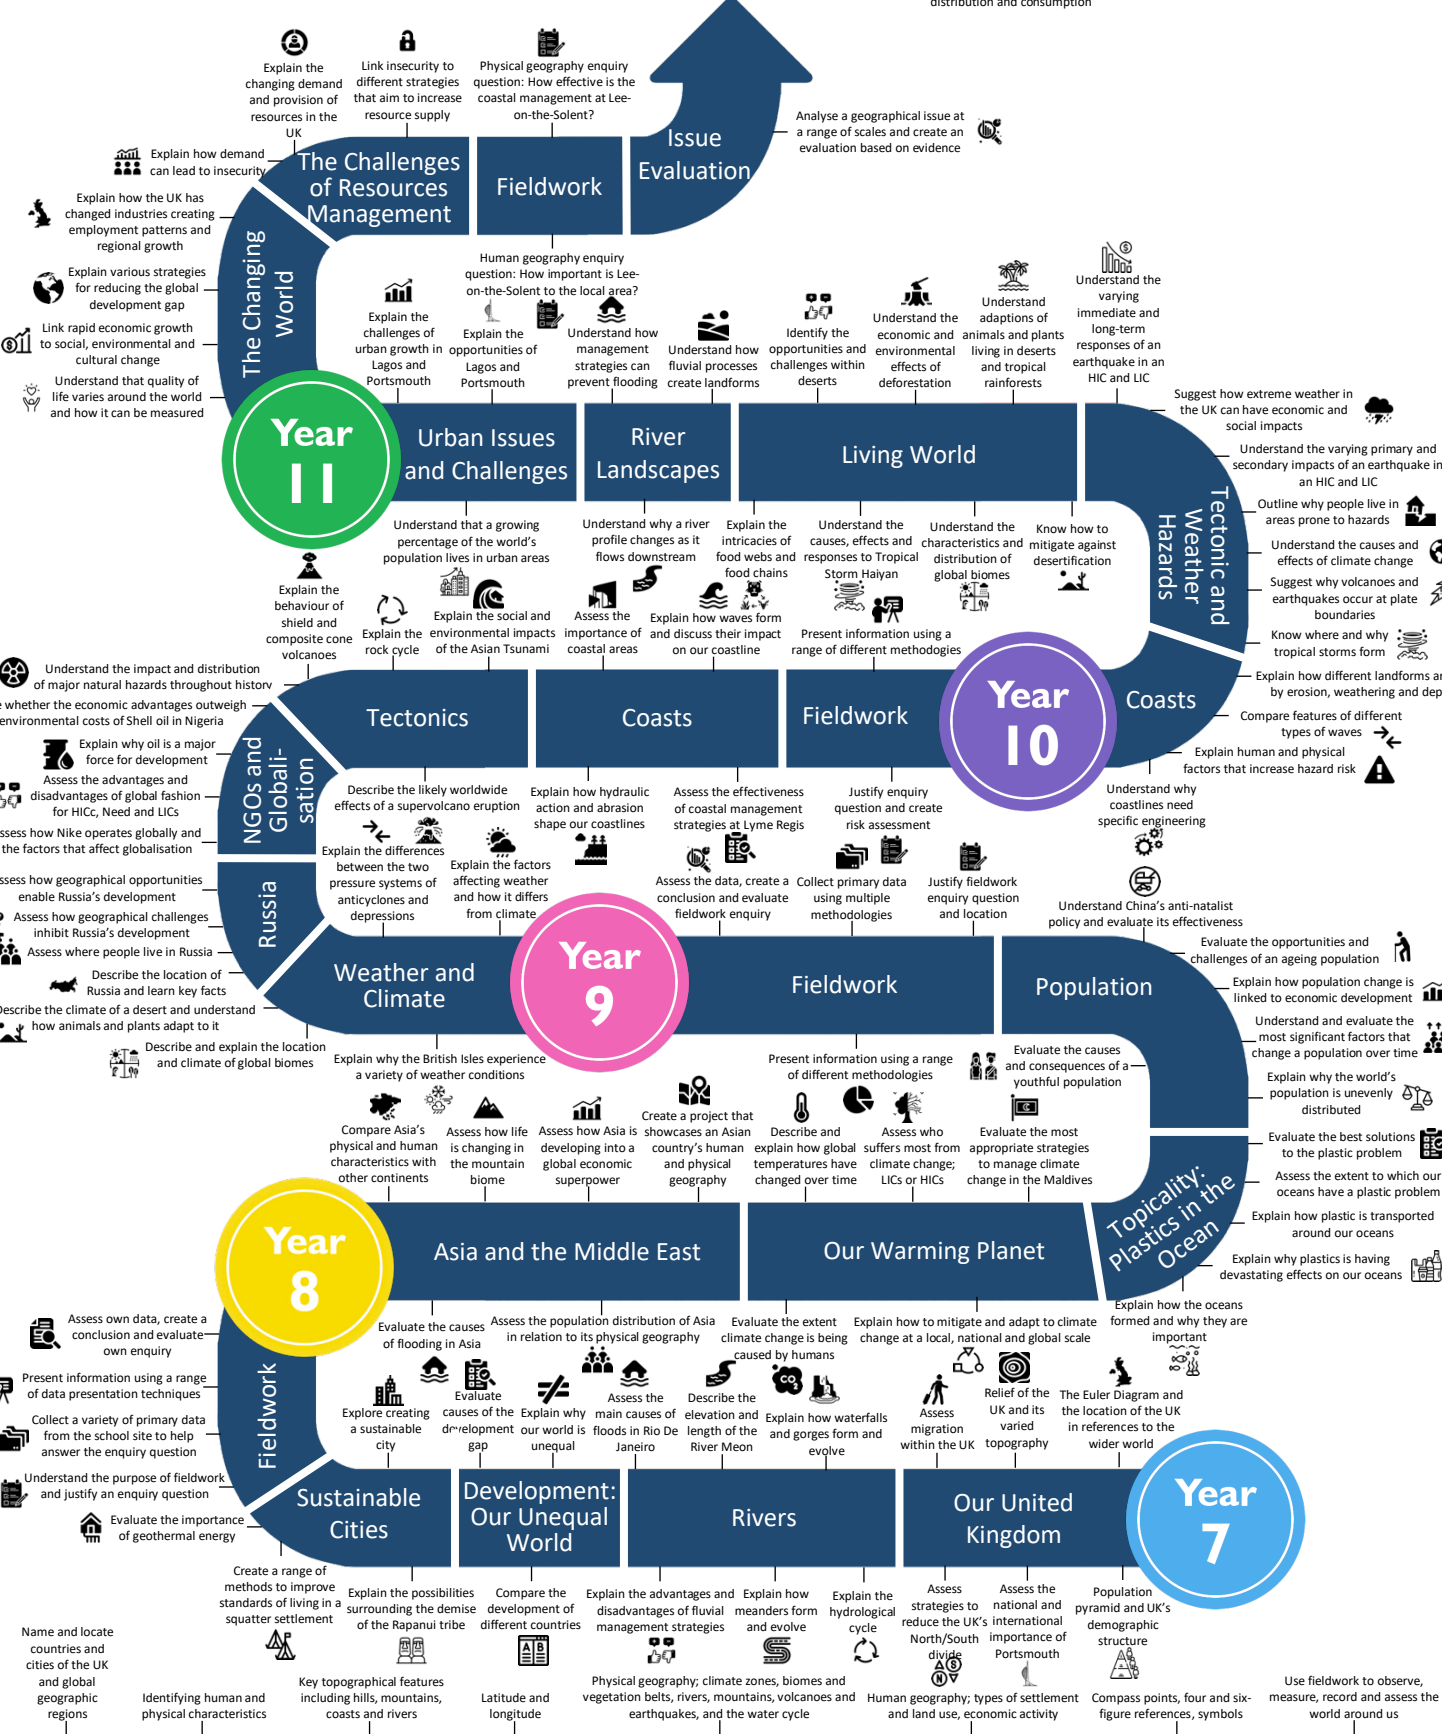 distribution and consumption
Explain the
changing demand
and provision of
resources in the
UK
Link insecurity to
different strategies
that aim to increase
resource supply
Physical geography enquiry
question: How effective is the
coastal management at Lee-
on-the-Solent?
Analyse a geographical issue at
a range of scales and create an
evaluation based on evidence
Issue
Evaluation
Fieldwork
The Challenges
of Resources
Management
Explain how demand
can lead to insecurity
Explain how the UK has
changed industries creating
employment patterns and
regional growth
Explain various strategies
for reducing the global
development gap
Link rapid economic growth
to social, environmental and
cultural change
Understand that quality of
life varies around the world
and how it can be measured
The Changing
World
Human geography enquiry
question: How important is Lee-
on-the-Solent to the local area?
Year
11
Explain the
challenges of
urban growth in
Lagos and
Portsmouth
Explain the
opportunities of
Lagos and
Portsmouth
Understand how
management
strategies can
prevent flooding
Understand how
fluvial processes
create landforms
Identify the
opportunities and
challenges within
deserts
Understand the
economic and
environmental
effects of
deforestation
Understand
adaptions of
animals and plants
living in deserts
and tropical
rainforests
Understand the
varying
immediate and
long-term
responses of an
earthquake in an
HIC and LIC
Urban Issues
and Challenges
River
Landscapes
Living World
Tectonic and
Weather
Hazards
Suggest how extreme weather in
the UK can have economic and
social impacts
Understand the varying primary and
secondary impacts of an earthquake in
an HIC and LIC
Outline why people live in
areas prone to hazards
Understand the causes and
effects of climate change
Suggest why volcanoes and
earthquakes occur at plate
boundaries
Know where and why
tropical storms form
Understand that a growing
percentage of the world's
population lives in urban areas
Understand why a river
profile changes as it
flows downstream
Explain the
intricacies of
food webs and
food chains
Understand the
causes, effects and
responses to Tropical
Storm Haiyan
Understand the
characteristics and
distribution of
global biomes
Know how to
mitigate against
desertification
Coasts
Explain how different landforms ar
by erosion, weathering and dep
Compare features of different
types of waves
Explain human and physical
factors that increase hazard risk
Understand why
coastlines need
specific engineering
Year
10
Explain the
behaviour of
shield and
composite cone
volcanoes
Explain the
rock cycle
Explain the social and
environmental impacts
of the Asian Tsunami
Assess the
importance of
coastal areas
Explain how waves form
and discuss their impact
on our coastline
Present information using a
range of different methodologies
Tectonics
Coasts
Fieldwork
Understand the impact and distribution
of major natural hazards throughout history
e whether the economic advantages outweigh
environmental costs of Shell oil in Nigeria
Explain why oil is a major
force for development
Assess the advantages and
disadvantages of global fashion
for HICc, Need and LICs
ssess how Nike operates globally and
the factors that affect globalisation
NGOs and
Globali-
sation
Describe the likely worldwide
effects of a supervolcano eruption
Explain how hydraulic
action and abrasion
shape our coastlines
Assess the effectiveness
of coastal management
strategies at Lyme Regis
Justify enquiry
question and create
risk assessment
Russia
ssess how geographical opportunities
enable Russia's development
Assess how geographical challenges
inhibit Russia's development
Assess where people live in Russia
Describe the location of
Russia and learn key facts
Describe the climate of a desert and understand
how animals and plants adapt to it
Describe and explain the location
and climate of global biomes
Explain the differences
between the two
pressure systems of
anticyclones and
depressions
Explain the factors
affecting weather
and how it differs
from climate
Assess the data, create a
conclusion and evaluate
fieldwork enquiry
Collect primary data
using multiple
methodologies
Justify fieldwork
enquiry question
and location
Understand China's anti-natalist
policy and evaluate its effectiveness
Weather and
Climate
Year
9
Fieldwork
Population
Evaluate the opportunities and
challenges of an ageing population
Explain how population change is
linked to economic development
Understand and evaluate the
most significant factors that
change a population over time
Explain why the world's
population is unevenly
distributed
Explain why the British Isles experience
a variety of weather conditions
Present information using a range
of different methodologies
Evaluate the causes
and consequences of a
youthful population
Topicality:
Plastics in the
Ocean
Evaluate the best solutions
to the plastic problem
Assess the extent to which our
oceans have a plastic problem
Explain how plastic is transported
around our oceans
Explain why plastics is having
devastating effects on our oceans
Explain how the oceans
formed and why they are
important
Compare Asia's
physical and human
characteristics with
other continents
Assess how life
is changing in
the mountain
biome
Assess how Asia is
developing into a
global economic
superpower
Create a project that
showcases an Asian
country's human
and physical
geography
Describe and
explain how global
temperatures have
changed over time
Assess who
suffers most from
climate change;
LICs or HICs
Evaluate the most
appropriate strategies
to manage climate
change in the Maldives
Year
8
Asia and the Middle East
Our Warming Planet
Evaluate the causes
of flooding in Asia
Assess the population distribution of Asia
in relation to its physical geography
Evaluate the extent
climate change is being
caused by humans
Explain how to mitigate and adapt to climate
change at a local, national and global scale
Fieldwork
Assess own data, create a
conclusion and evaluate
own enquiry
Present information using a range
of data presentation techniques
Collect a variety of primary data
from the school site to help
answer the enquiry question
Understand the purpose of fieldwork
and justify an enquiry question
Evaluate the importance
of geothermal energy
Explore creating
a sustainable
city
Evaluate
causes of the
development
gap
Explain why
our world is
unequal
Assess the
main causes of
floods in Rio De
Janeiro
Describe the
elevation and
length of the
River Meon
CO2
Explain how waterfalls
and gorges form and
evolve
Assess
migration
within the UK
Relief of the
UK and its
varied
topography
The Euler Diagram and
the location of the UK
in references to the
wider world
Sustainable
Cities
Development:
Our Unequal
World
Rivers
Our United
Kingdom
Year
7
Create a range of
methods to improve
standards of living in a
squatter settlement
Explain the possibilities
surrounding the demise
of the Rapanui tribe
Compare the
development of
different countries
Explain the advantages and
disadvantages of fluvial
management strategies
Explain how
meanders form
and evolve
Explain the
hydrological
cycle
Assess
strategies to
reduce the UK's
North/South
divide
Assess the
national and
international
importance of
Portsmouth
Population
pyramid and UK's
demographic
structure
A B
Name and locate
countries and
cities of the UK
and global
geographic
regions
Identifying human and
physical characteristics
Key topographical features
including hills, mountains,
coasts and rivers
Latitude and
longitude
Physical geography; climate zones, biomes and
vegetation belts, rivers, mountains, volcanoes and
earthquakes, and the water cycle
Human geography; types of settlement
and land use, economic activity
Compass points, four and six-
figure references, symbols
Use fieldwork to observe,
measure, record and assess the
world around us